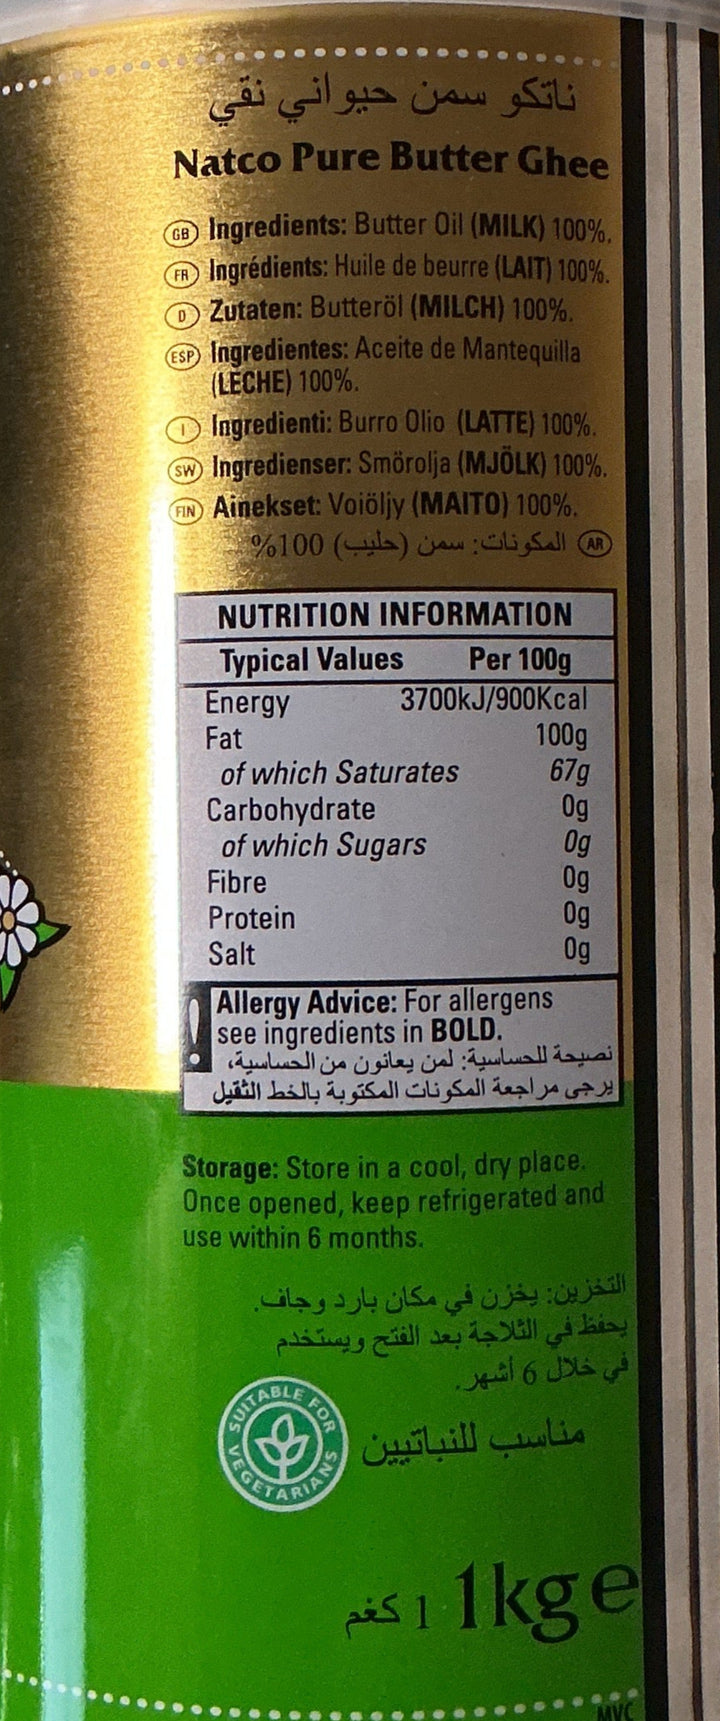 ناتكو سمن حيواني نقي
Natco Pure Butter Ghee
GB Ingredients: Butter Oil (MILK) 100%.
FR Ingrédients: Huile de beurre (LAIT) 100%.
D Zutaten: Butteröl (MILCH) 100%.
ESP Ingredientes: Aceite de Mantequilla
(LECHE) 100%.
I Ingredienti: Burro Olio (LATTE) 100%.
SW Ingredienser: Smörolja (MJÖLK) 100%.
FIN Ainekset: Voiöljy (MAITO) 100%.
AR المكونات: سمن (حليب) 100%
NUTRITION INFORMATION
Typical Values Per 100g
Energy 3700kJ/900Kcal
Fat 100g
of which Saturates 67g
Carbohydrate 0g
of which Sugars 0g
Fibre 0g
Protein 0g
Salt 0g
! Allergy Advice: For allergens
see ingredients in BOLD.
نصيحة للحساسية: لمن يعانون من الحساسية،
يرجى مراجعة المكونات المكتوبة بالخط الثقيل
Storage: Store in a cool, dry place.
Once opened, keep refrigerated and
use within 6 months.
التخزين: يخزن في مكان بارد وجاف.
يحفظ في الثلاجة بعد الفتح ويستخدم
في خلال 6 أشهر.
SUITABLE FOR VEGETARIANS
مناسب للنباتيين
1 كغم 1kg e
MVC